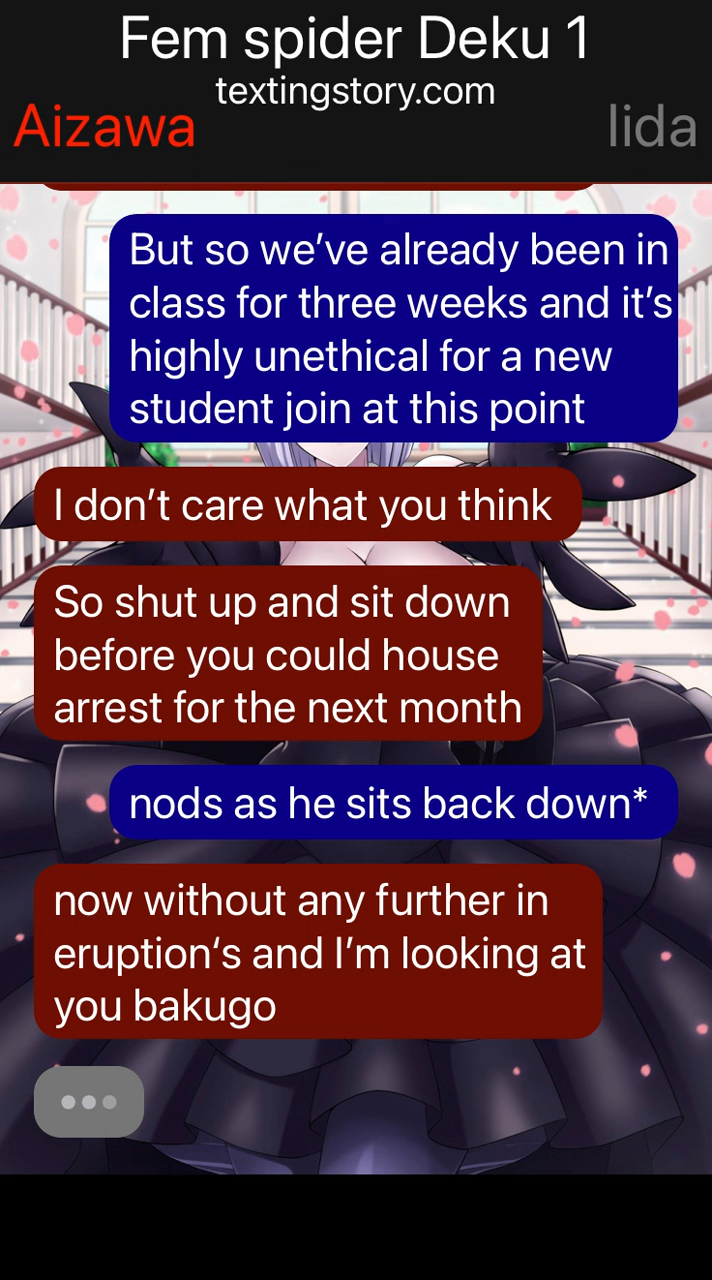 Fem spider Deku 1
textingstory.com
Aizawa
Iida
But so we’ve already been in
class for three weeks and it’s
highly unethical for a new
student join at this point
I don’t care what you think
So shut up and sit down
before you could house
arrest for the next month
nods as he sits back down*
now without any further in
eruption‘s and I’m looking at
you bakugo